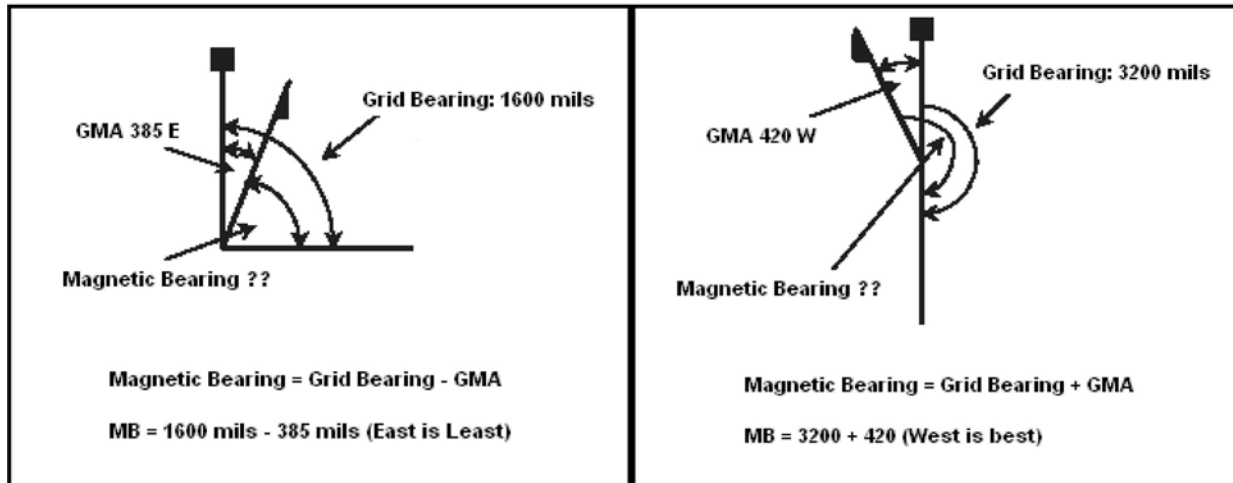 GMA 385 E
Grid Bearing: 1600 mils
Magnetic Bearing ??
Magnetic Bearing = Grid Bearing - GMA
MB = 1600 mils - 385 mils (East is Least)
Grid Bearing: 3200 mils
GMA 420 W
Magnetic Bearing ??
Magnetic Bearing = Grid Bearing + GMA
MB = 3200 + 420 (West is best)